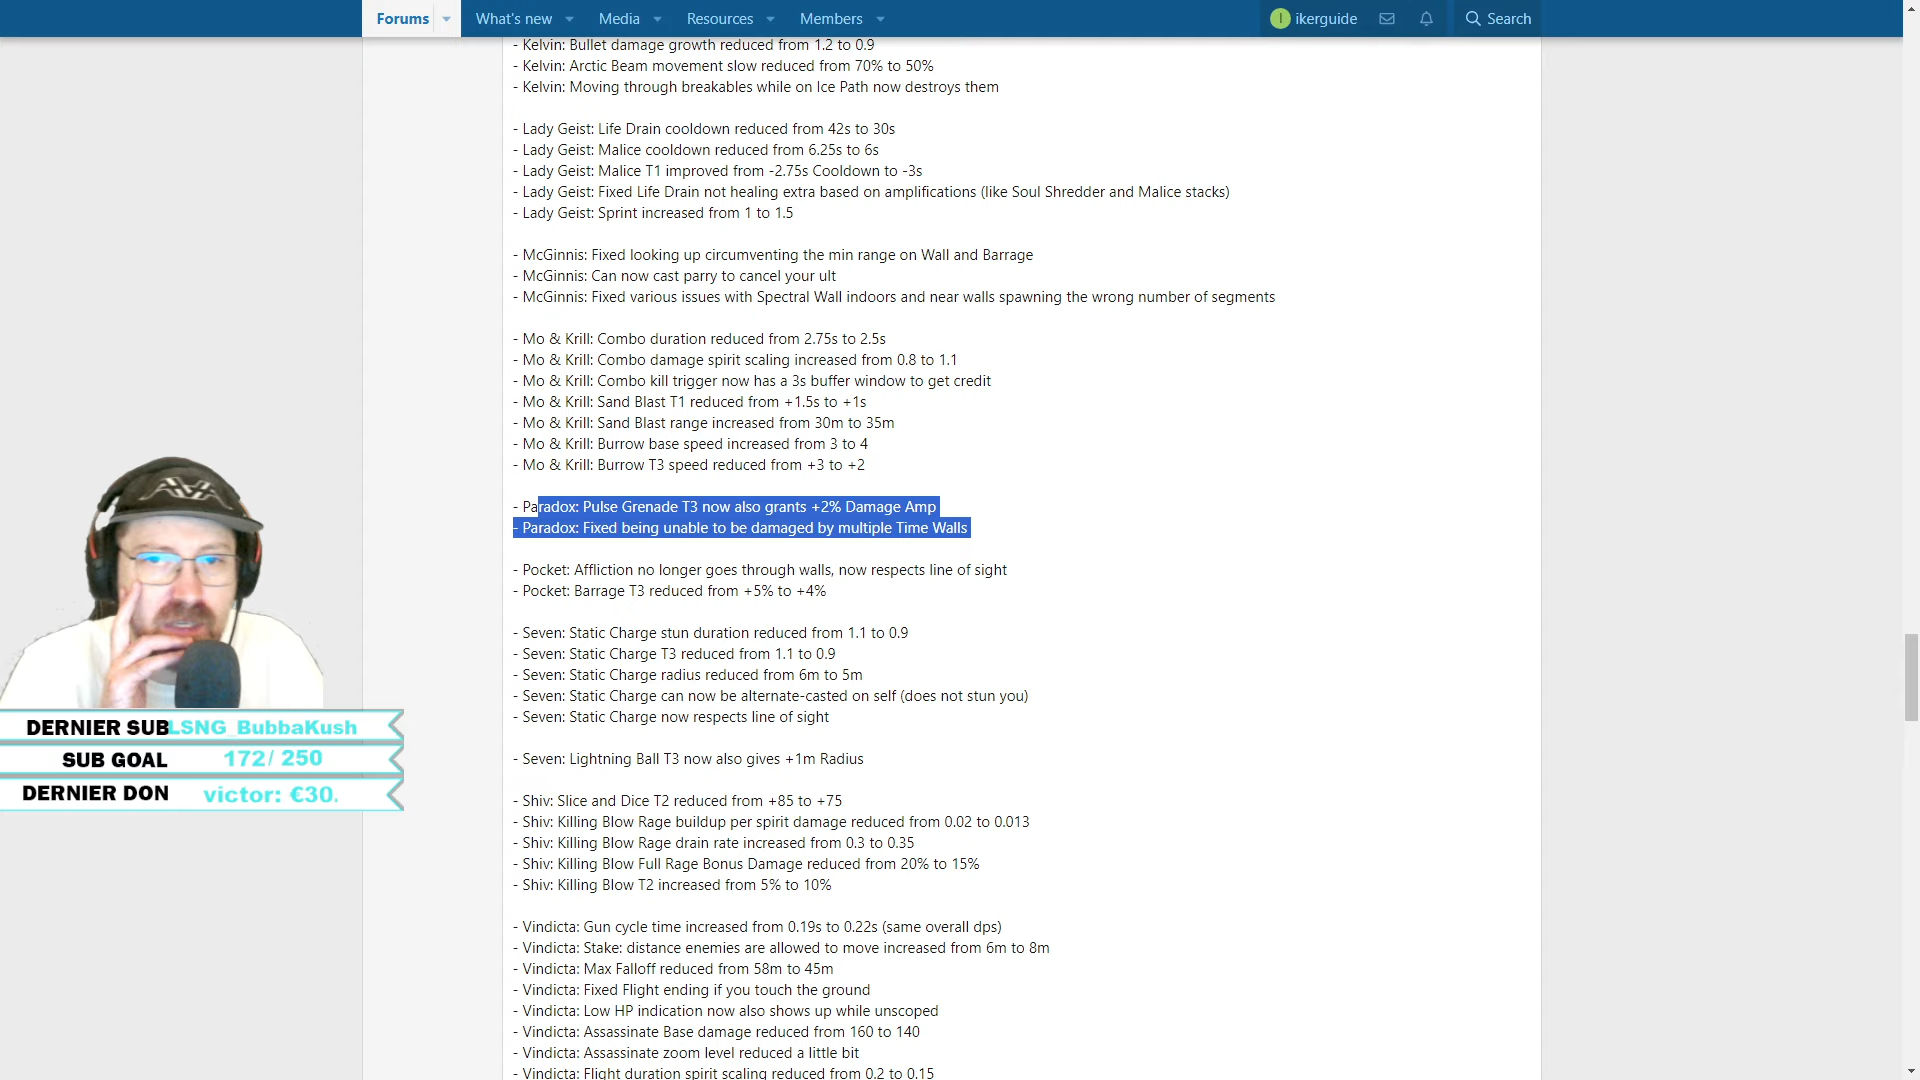 Forums
What's new
Media
Resources
Members
I
ikerguide
Search
- Kelvin: Bullet damage growth reduced from 1.2 to 0.9
- Kelvin: Arctic Beam movement slow reduced from 70% to 50%
- Kelvin: Moving through breakables while on Ice Path now destroys them
- Lady Geist: Life Drain cooldown reduced from 42s to 30s
- Lady Geist: Malice cooldown reduced from 6.25s to 6s
- Lady Geist: Malice T1 improved from -2.75s Cooldown to -3s
- Lady Geist: Fixed Life Drain not healing extra based on amplifications (like Soul Shredder and Malice stacks)
- Lady Geist: Sprint increased from 1 to 1.5
- McGinnis: Fixed looking up circumventing the min range on Wall and Barrage
- McGinnis: Can now cast parry to cancel your ult
- McGinnis: Fixed various issues with Spectral Wall indoors and near walls spawning the wrong number of segments
- Mo & Krill: Combo duration reduced from 2.75s to 2.5s
- Mo & Krill: Combo damage spirit scaling increased from 0.8 to 1.1
- Mo & Krill: Combo kill trigger now has a 3s buffer window to get credit
- Mo & Krill: Sand Blast T1 reduced from +1.5s to +1s
- Mo & Krill: Sand Blast range increased from 30m to 35m
- Mo & Krill: Burrow base speed increased from 3 to 4
- Mo & Krill: Burrow T3 speed reduced from +3 to +2
- Paradox: Pulse Grenade T3 now also grants +2% Damage Amp
- Paradox: Fixed being unable to be damaged by multiple Time Walls
- Pocket: Affliction no longer goes through walls, now respects line of sight
- Pocket: Barrage T3 reduced from +5% to +4%
- Seven: Static Charge stun duration reduced from 1.1 to 0.9
- Seven: Static Charge T3 reduced from 1.1 to 0.9
- Seven: Static Charge radius reduced from 6m to 5m
- Seven: Static Charge can now be alternate-casted on self (does not stun you)
- Seven: Static Charge now respects line of sight
- Seven: Lightning Ball T3 now also gives +1m Radius
- Shiv: Slice and Dice T2 reduced from +85 to +75
- Shiv: Killing Blow Rage buildup per spirit damage reduced from 0.02 to 0.013
- Shiv: Killing Blow Rage drain rate increased from 0.3 to 0.35
- Shiv: Killing Blow Full Rage Bonus Damage reduced from 20% to 15%
- Shiv: Killing Blow T2 increased from 5% to 10%
- Vindicta: Gun cycle time increased from 0.19s to 0.22s (same overall dps)
- Vindicta: Stake: distance enemies are allowed to move increased from 6m to 8m
- Vindicta: Max Falloff reduced from 58m to 45m
- Vindicta: Fixed Flight ending if you touch the ground
- Vindicta: Low HP indication now also shows up while unscoped
- Vindicta: Assassinate Base damage reduced from 160 to 140
- Vindicta: Assassinate zoom level reduced a little bit
- Vindicta: Flight duration spirit scaling reduced from 0.2 to 0.15
DERNIER SUB LSNG_BubbaKush
SUB GOAL 172/ 250
DERNIER DON victor: €30.